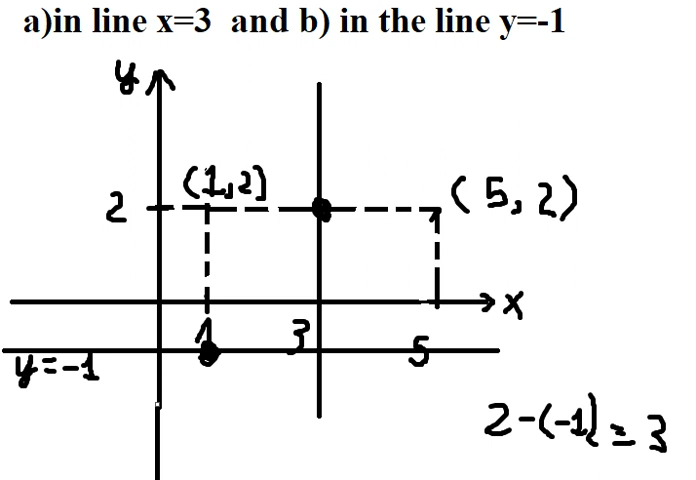 a)in line x=3 and b) in the line y=-1
y
(1,2]
2
(5,2)
x
1
3
5
y=-1
2-(-1)=3